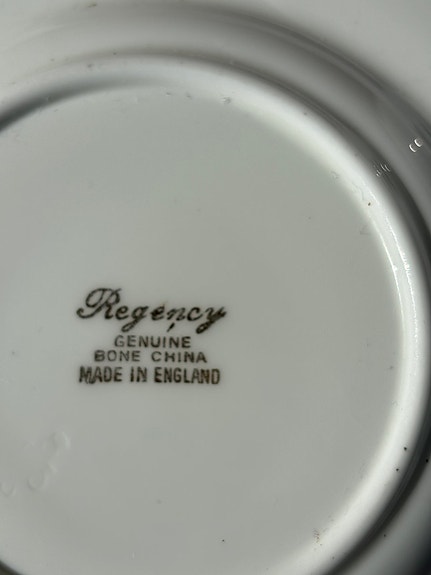 Regency
GENUINE
BONE CHINA
MADE IN ENGLAND